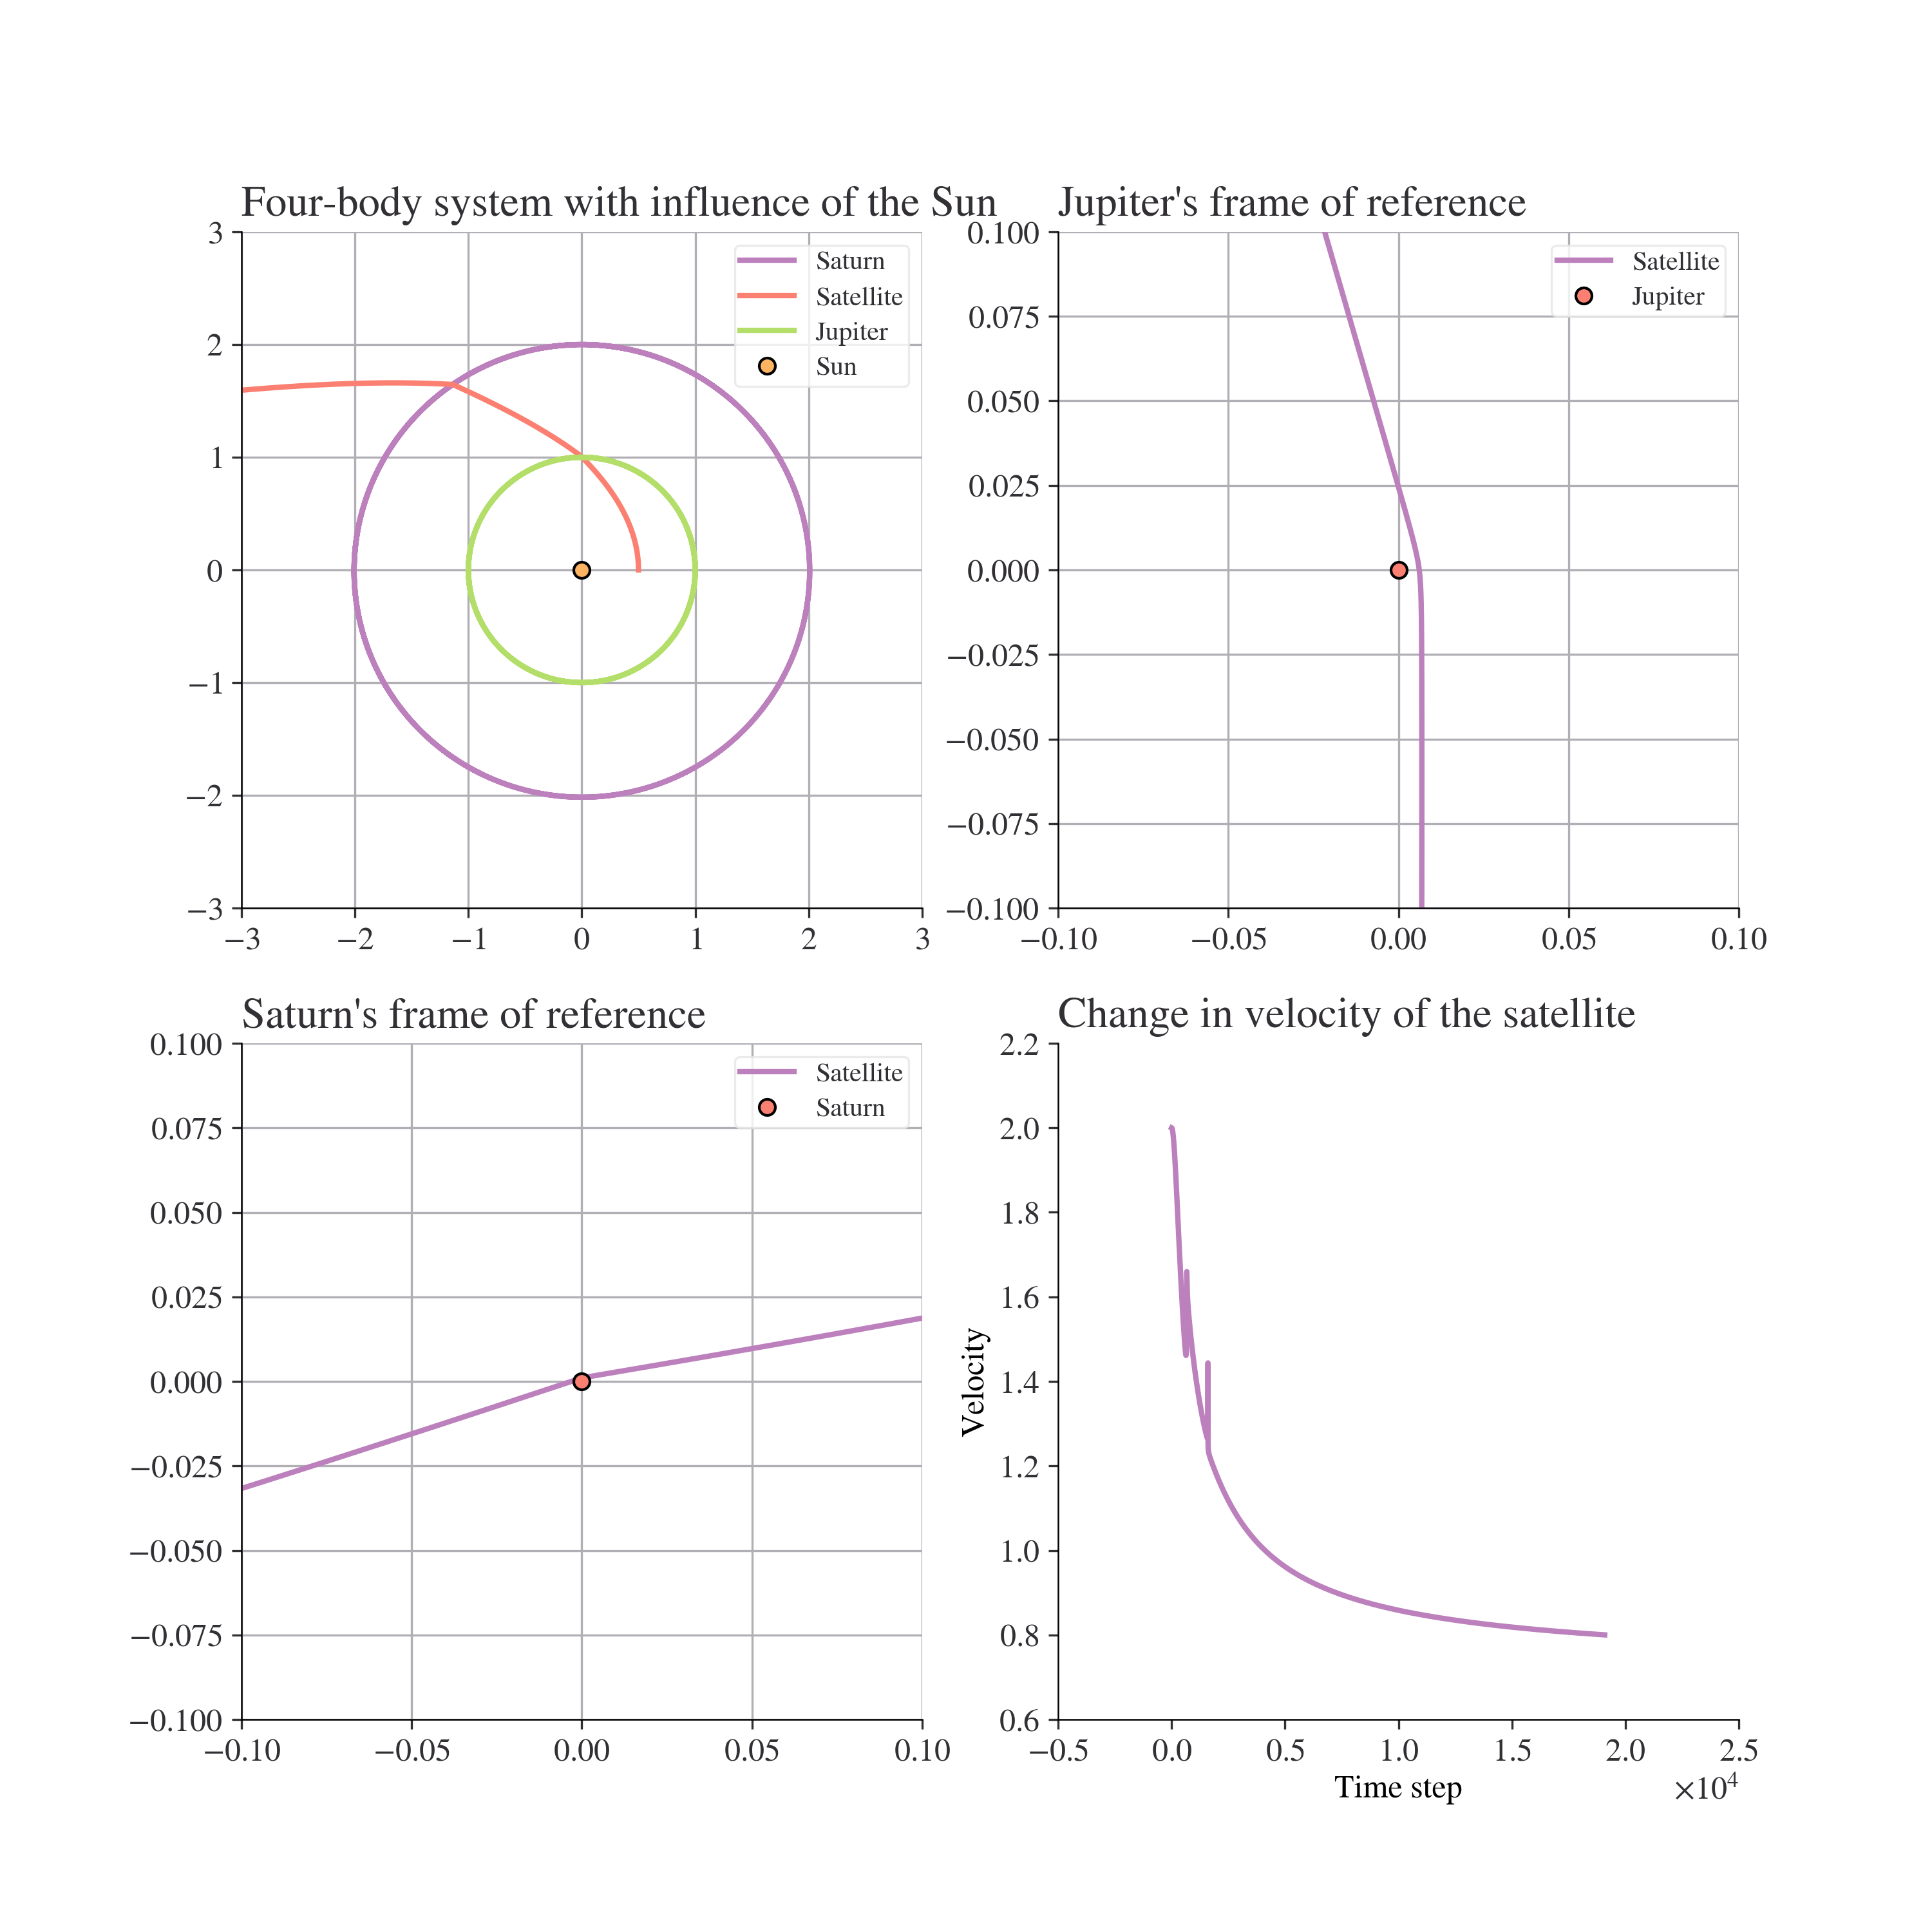 Four-body system with influence of the Sun
3
2
1
0
−1
−2
−3
−3 −2 −1 0 1 2 3
Saturn
Satellite
Jupiter
Sun
Jupiter's frame of reference
0.100
0.075
0.050
0.025
0.000
−0.025
−0.050
−0.075
−0.100
−0.10 −0.05 0.00 0.05 0.10
Satellite
Jupiter
Saturn's frame of reference
0.100
0.075
0.050
0.025
0.000
−0.025
−0.050
−0.075
−0.100
−0.10 −0.05 0.00 0.05 0.10
Satellite
Saturn
Change in velocity of the satellite
2.2
2.0
1.8
1.6
1.4
1.2
1.0
0.8
0.6
Velocity
−0.5 0.0 0.5 1.0 1.5 2.0 2.5
Time step
×10⁴